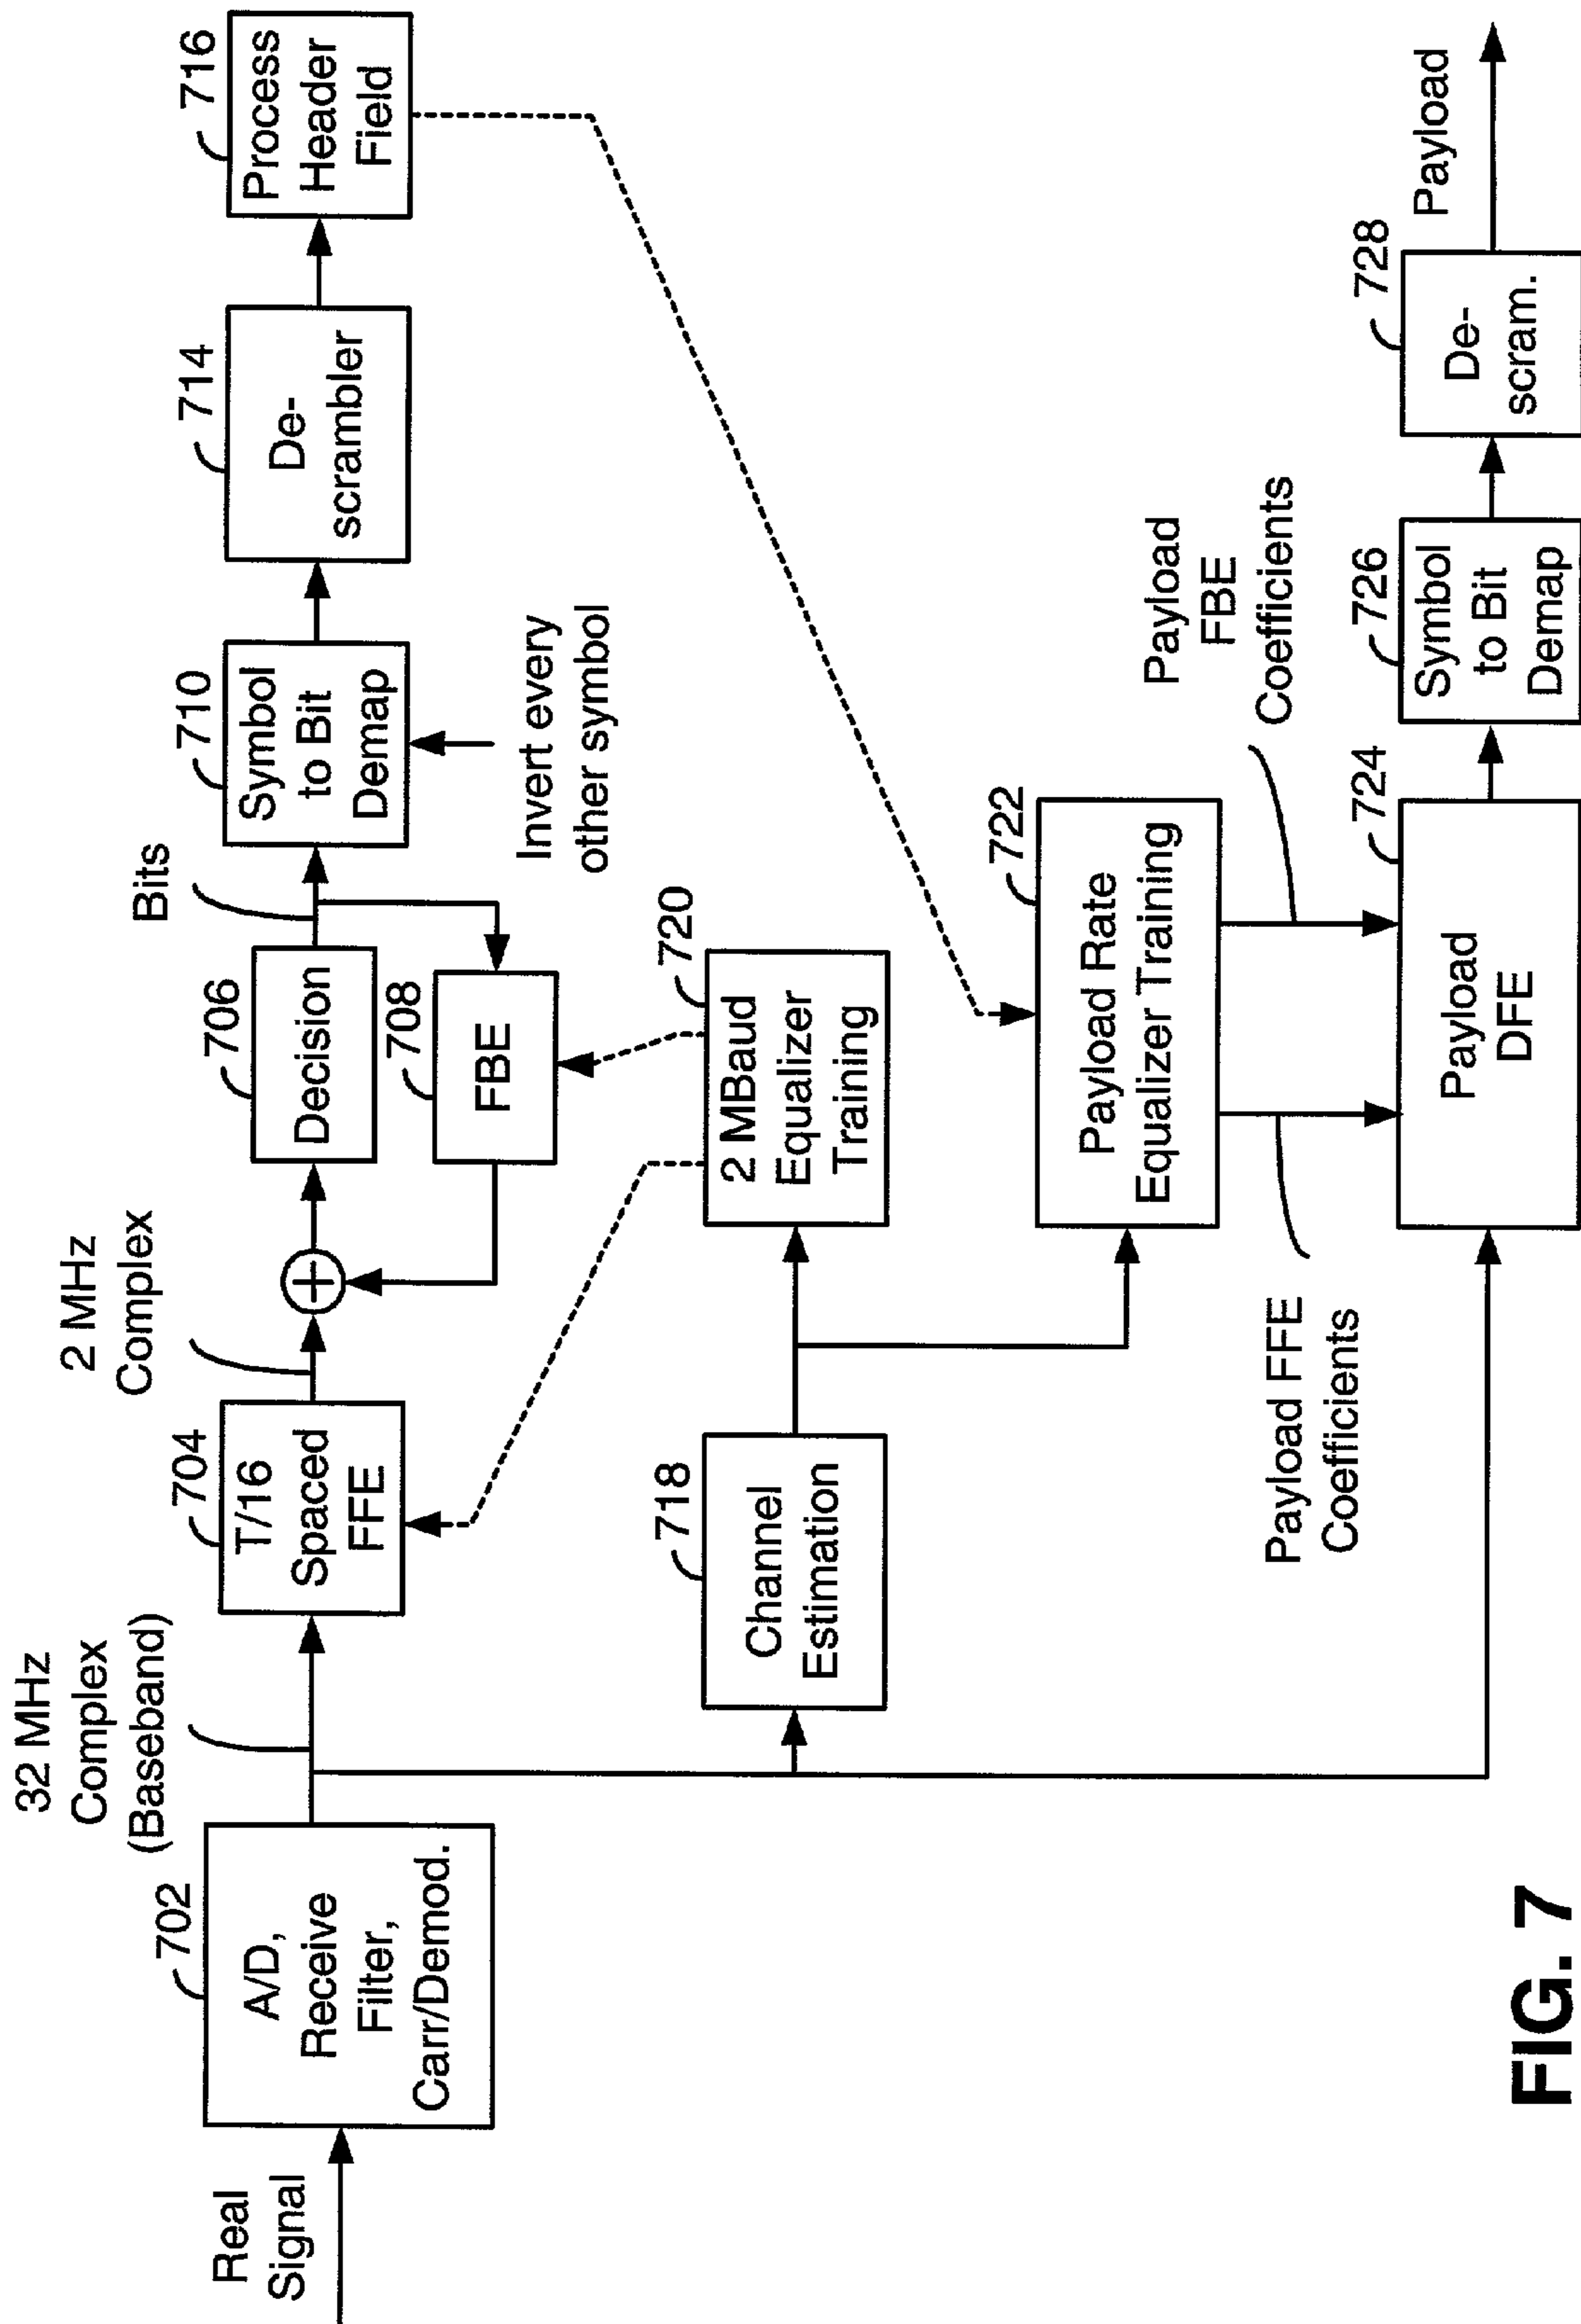 Real
Signal
702
A/D,
Receive
Filter,
Carr/Demod.
32 MHz
Complex
(Baseband)
704
T/16
Spaced
FFE
2 MHz
Complex
706
Decision
708
FBE
Bits
710
Symbol
to Bit
Demap
Invert every
other symbol
714
De-
scrambler
716
Process
Header
Field
718
Channel
Estimation
720
2 MBaud
Equalizer
Training
722
Payload Rate
Equalizer Training
Payload FFE
Coefficients
Payload
FBE
Coefficients
724
Payload
DFE
726
Symbol
to Bit
Demap
728
De-
scram.
Payload
FIG. 7